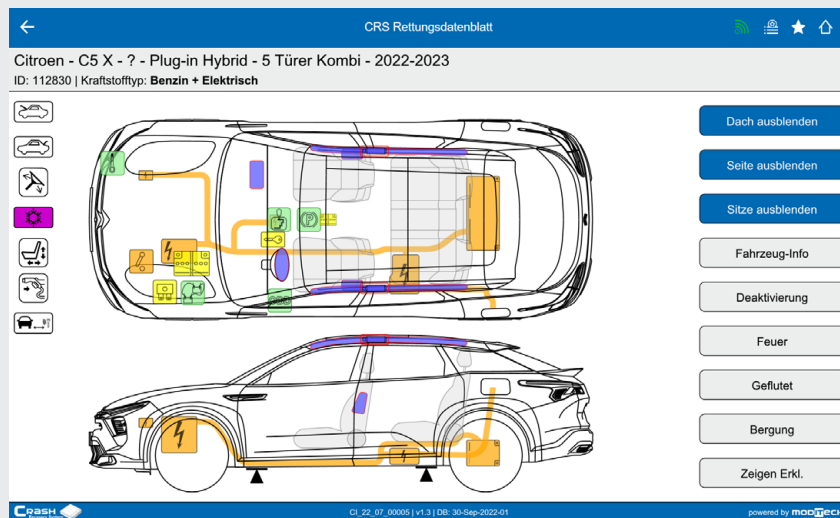 CRS Rettungsdatenblatt
Citroen - C5 X - ? - Plug-in Hybrid - 5 Türer Kombi - 2022-2023
ID: 112830 | Kraftstofftyp: Benzin + Elektrisch
Dach ausblenden
Seite ausblenden
Sitze ausblenden
Fahrzeug-Info
Deaktivierung
Feuer
Geflutet
Bergung
Zeigen Erkl.
CRASH
CI_22_07_00005 | v1.3 | DB: 30-Sep-2022-01
powered by MODITECH